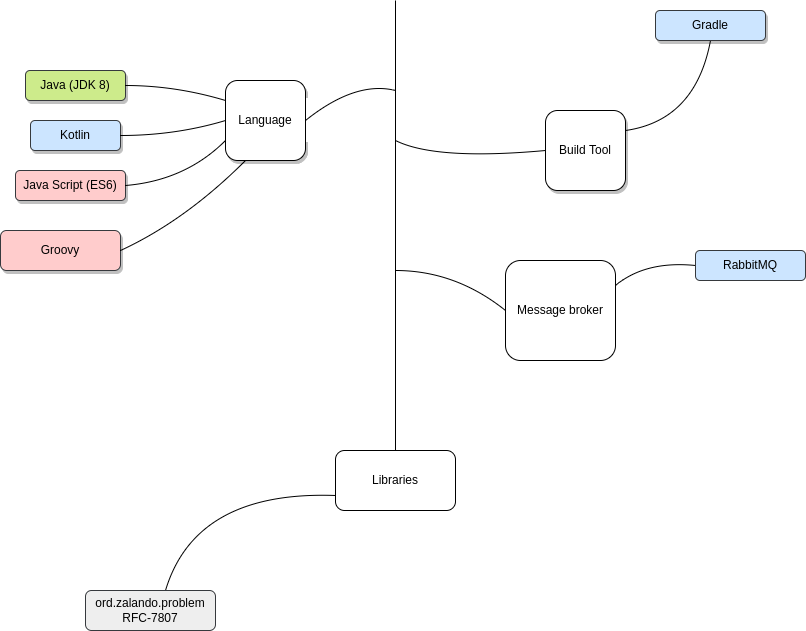 Gradle
Java (JDK 8)
Language
Kotlin
Build Tool
Java Script (ES6)
Groovy
RabbitMQ
Message broker
Libraries
ord.zalando.problem
RFC-7807